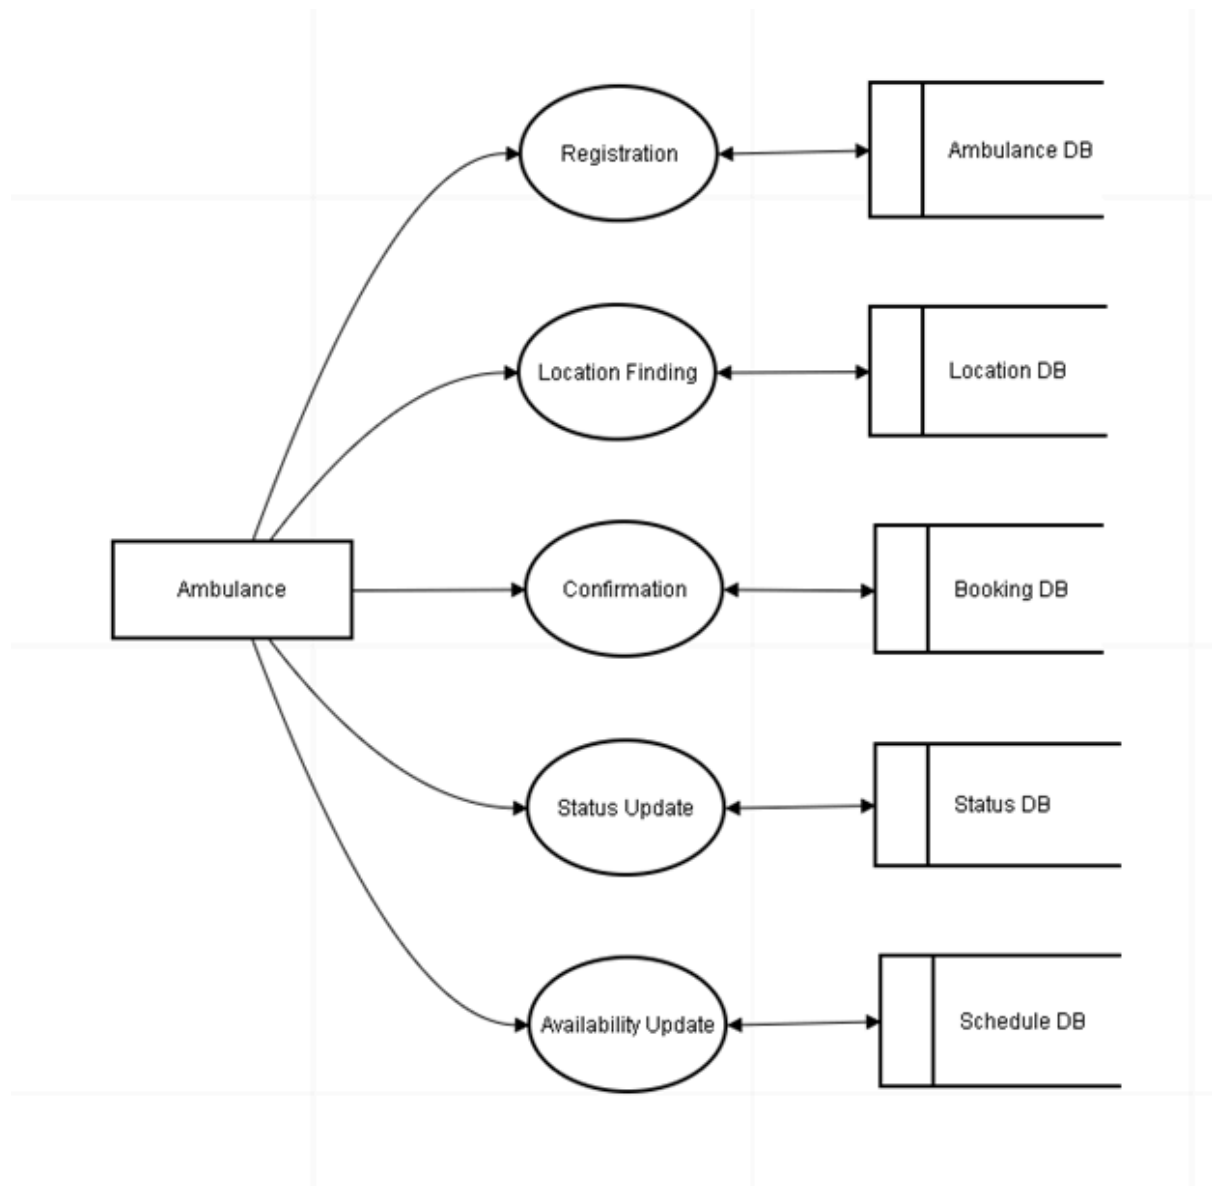 Registration
Ambulance DB
Location Finding
Location DB
Ambulance
Confirmation
Booking DB
Status Update
Status DB
Availability Update
Schedule DB